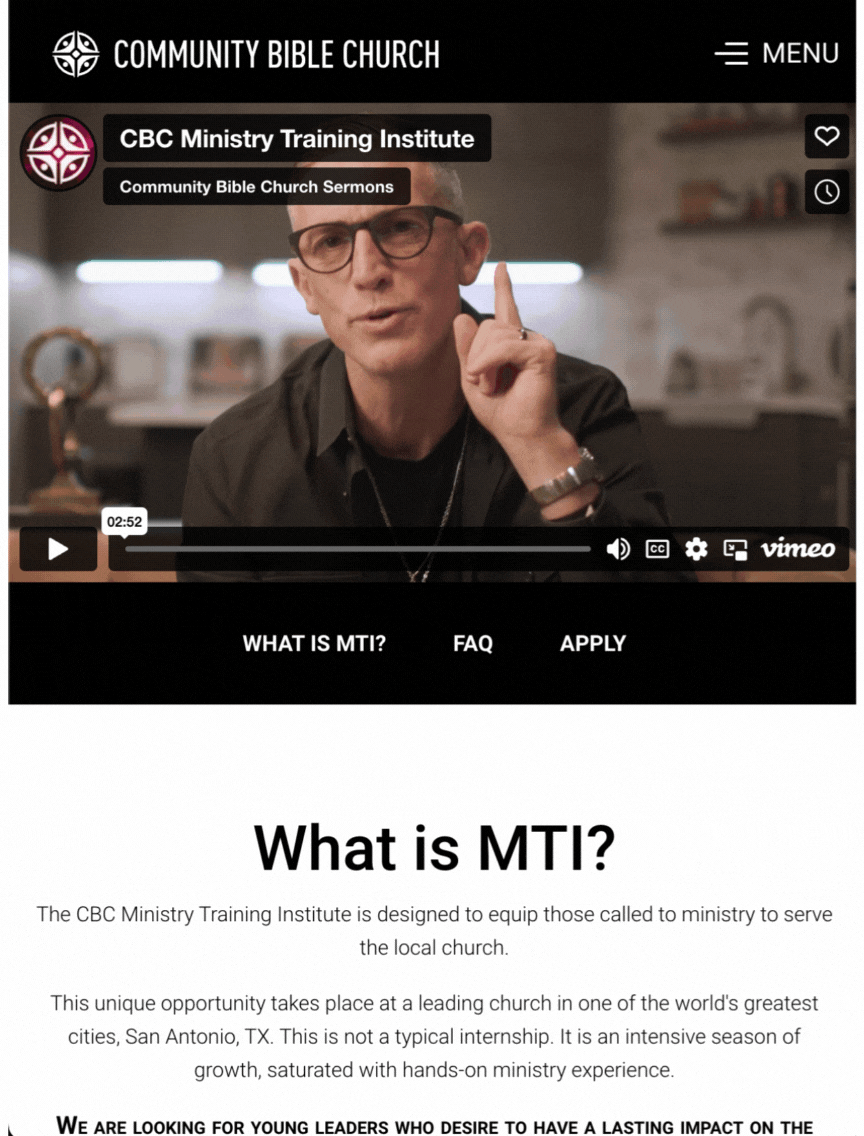 COMMUNITY BIBLE CHURCH
MENU
CBC Ministry Training Institute
Community Bible Church Sermons
02:52
CC
vimeo
WHAT IS MTI? FAQ APPLY
What is MTI?
The CBC Ministry Training Institute is designed to equip those called to ministry to serve
the local church.
This unique opportunity takes place at a leading church in one of the world's greatest
cities, San Antonio, TX. This is not a typical internship. It is an intensive season of
growth, saturated with hands-on ministry experience.
WE ARE LOOKING FOR YOUNG LEADERS WHO DESIRE TO HAVE A LASTING IMPACT ON THE